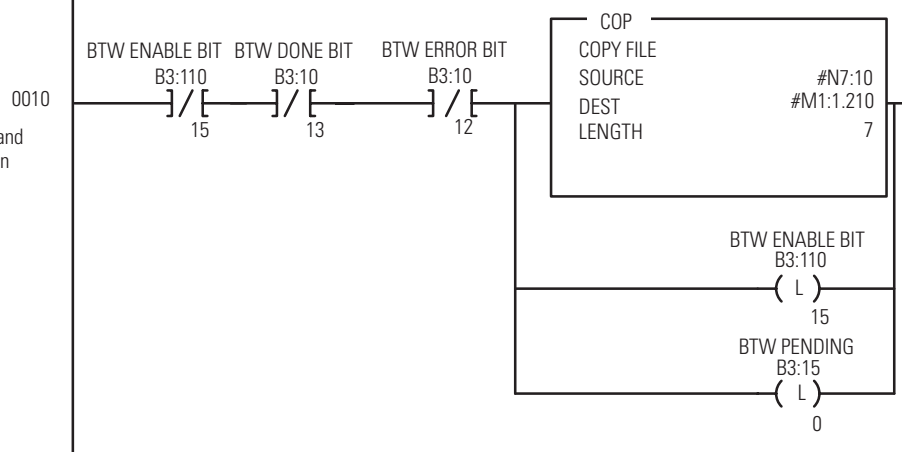 COP
COPY FILE
SOURCE #N7:10
DEST #M1:1.210
LENGTH 7
BTW ENABLE BIT BTW DONE BIT BTW ERROR BIT
B3:110 B3:10 B3:10
0010
15 13 12
and
n
BTW ENABLE BIT
B3:110
L
15
BTW PENDING
B3:15
L
0